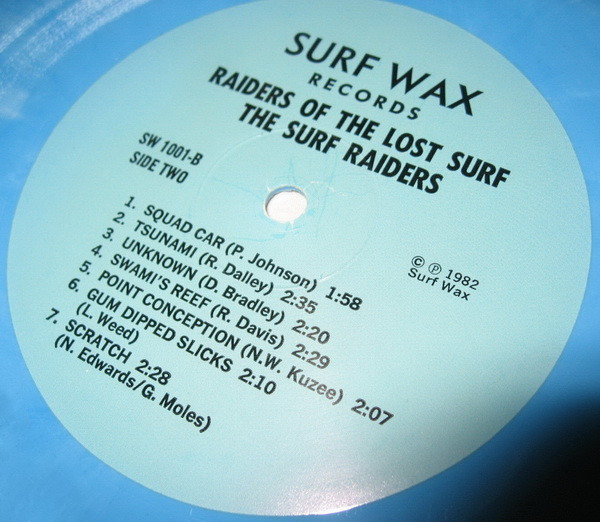 SURF WAX
RECORDS
RAIDERS OF THE LOST SURF
THE SURF RAIDERS
SW 1001-B
SIDE TWO
© ℗ 1982
Surf Wax
1. SQUAD CAR (P. Johnson) 1:58
2. TSUNAMI (R. Dalley) 2:35
3. UNKNOWN (D. Bradley) 2:20
4. SWAMI'S REEF (R. Davis) 2:29
5. POINT CONCEPTION (N.W. Kuzee) 2:07
6. GUM DIPPED SLICKS 2:10
(L. Weed)
7. SCRATCH 2:28
(N. Edwards/G. Moles)